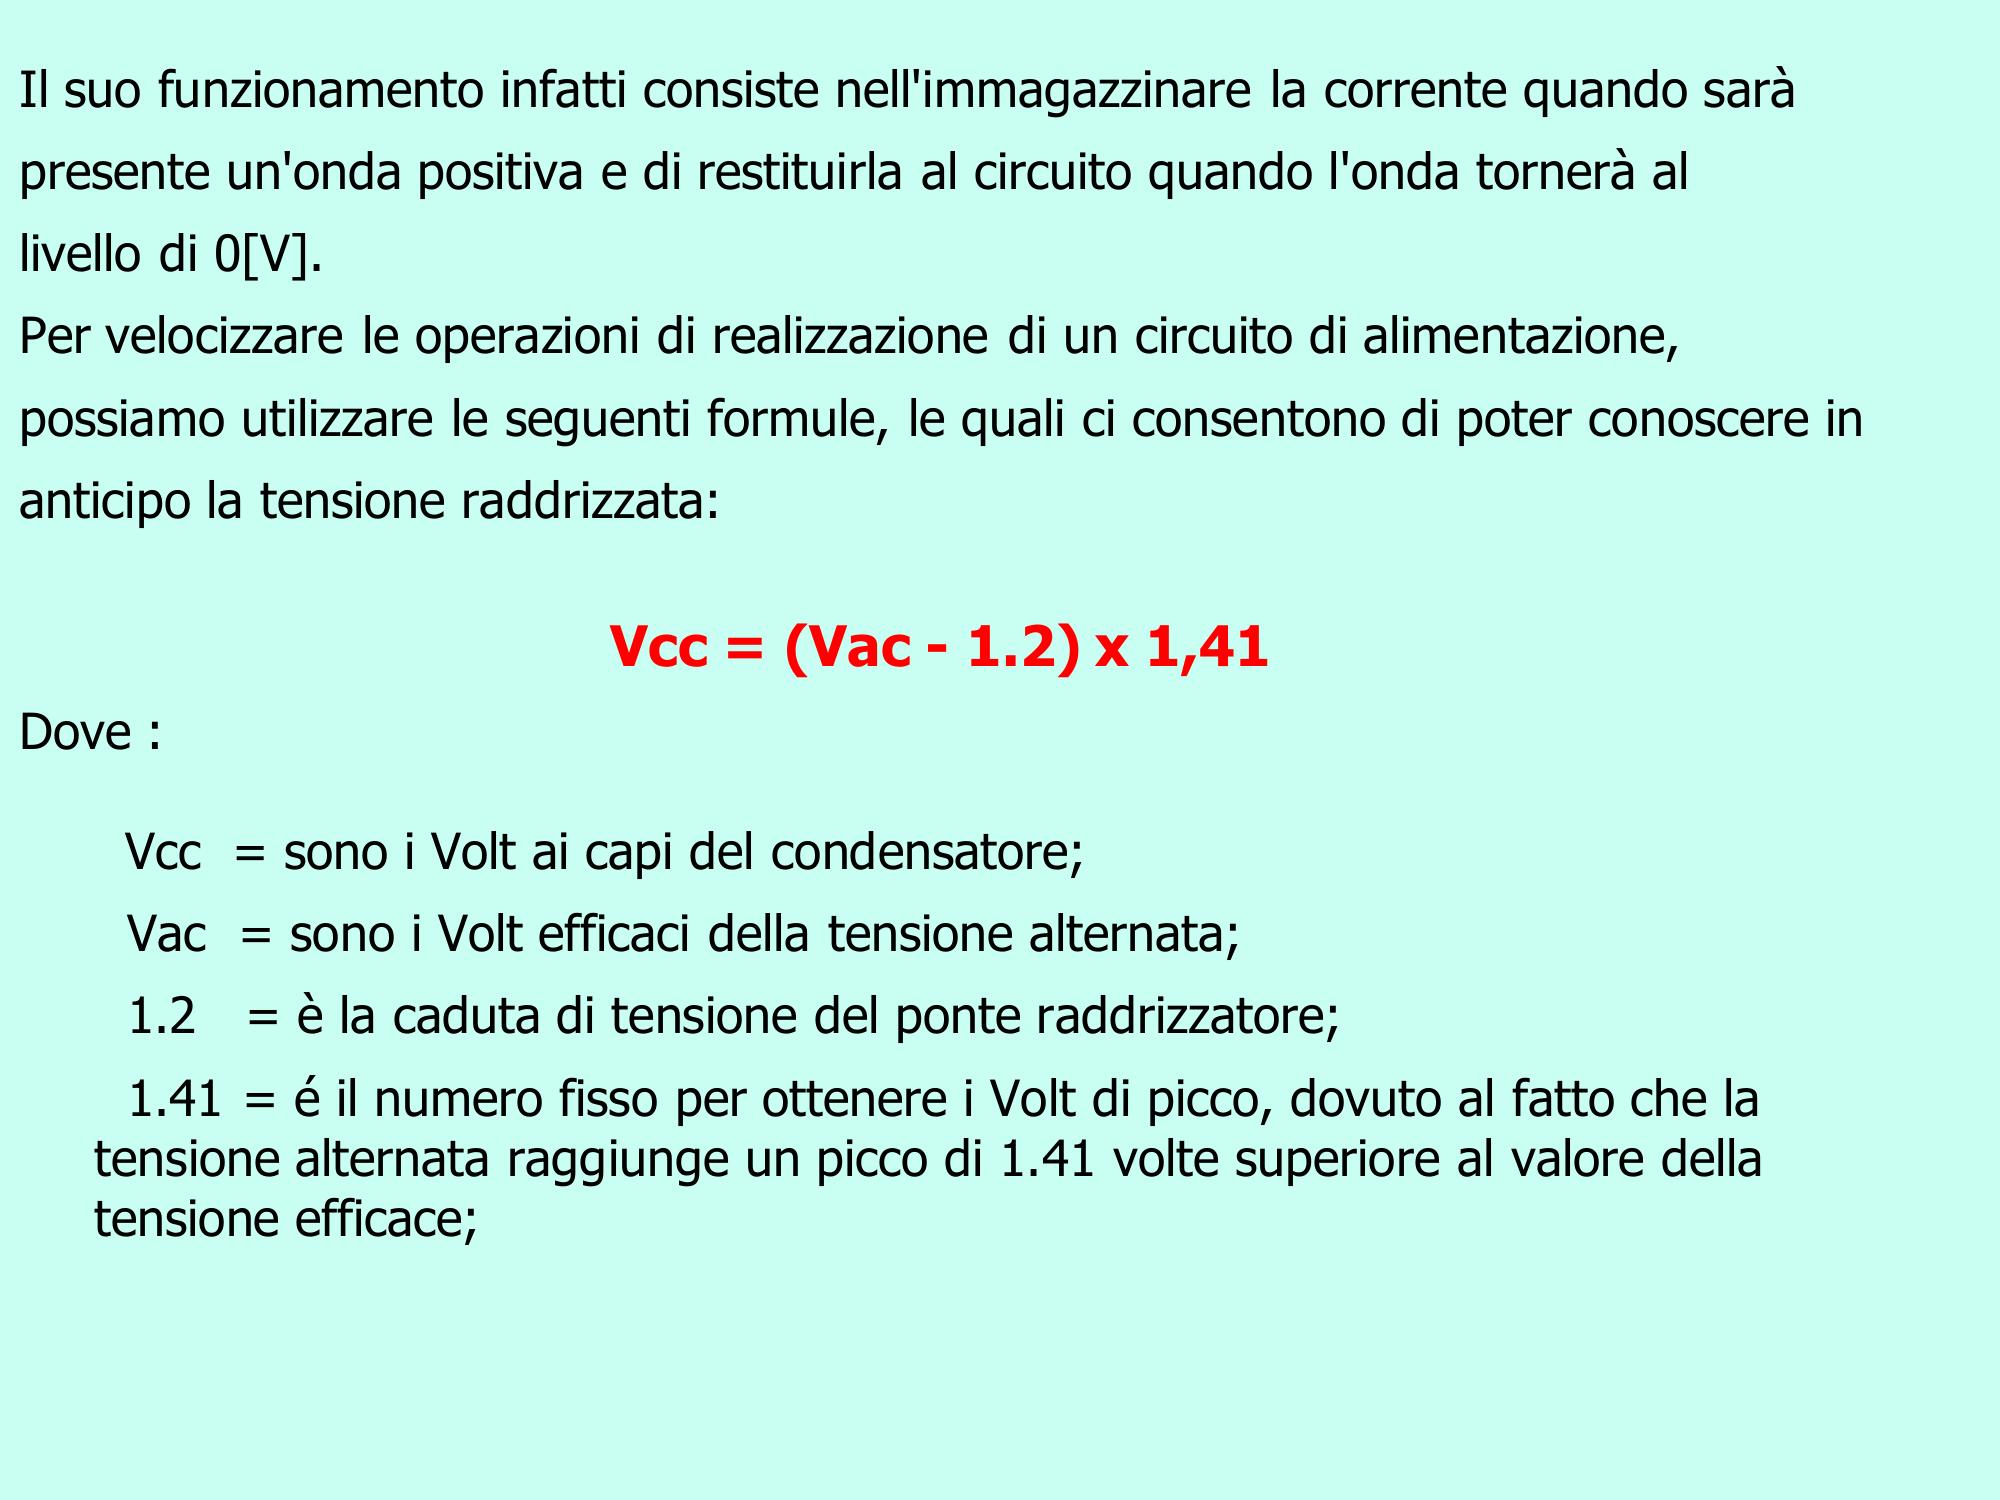 Il suo funzionamento infatti consiste nell'immagazzinare la corrente quando sarà
presente un'onda positiva e di restituirla al circuito quando l'onda tornerà al
livello di 0[V].
Per velocizzare le operazioni di realizzazione di un circuito di alimentazione,
possiamo utilizzare le seguenti formule, le quali ci consentono di poter conoscere in
anticipo la tensione raddrizzata:
Vcc = (Vac - 1.2) x 1,41
Dove :
Vcc = sono i Volt ai capi del condensatore;
Vac = sono i Volt efficaci della tensione alternata;
1.2 = è la caduta di tensione del ponte raddrizzatore;
1.41 = é il numero fisso per ottenere i Volt di picco, dovuto al fatto che la
tensione alternata raggiunge un picco di 1.41 volte superiore al valore della
tensione efficace;